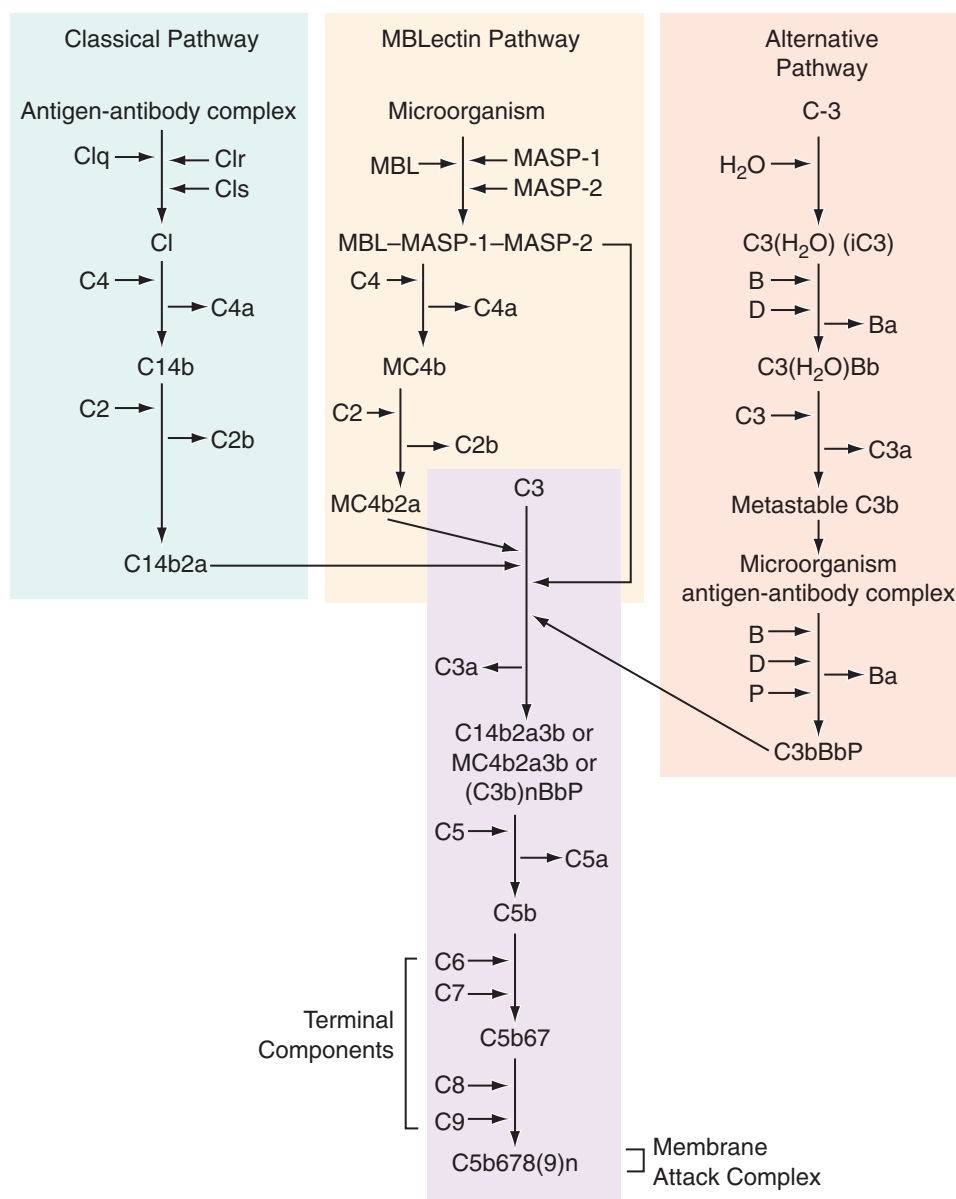 Classical Pathway
Antigen-antibody complex
Clq
Clr
Cls
Cl
C4
C4a
C14b
C2
C2b
C14b2a
MBLectin Pathway
Microorganism
MBL
MASP-1
MASP-2
MBL–MASP-1–MASP-2
C4
C4a
MC4b
C2
C2b
MC4b2a
Alternative
Pathway
C-3
H₂O
C3(H₂O) (iC3)
B
D
Ba
C3(H₂O)Bb
C3
C3a
Metastable C3b
Microorganism
antigen-antibody complex
B
D
P
Ba
C3bBbP
C3
C3a
C14b2a3b or
MC4b2a3b or
(C3b)nBbP
C5
C5a
C5b
C6
C7
Terminal
Components
C5b67
C8
C9
C5b678(9)n
Membrane
Attack Complex